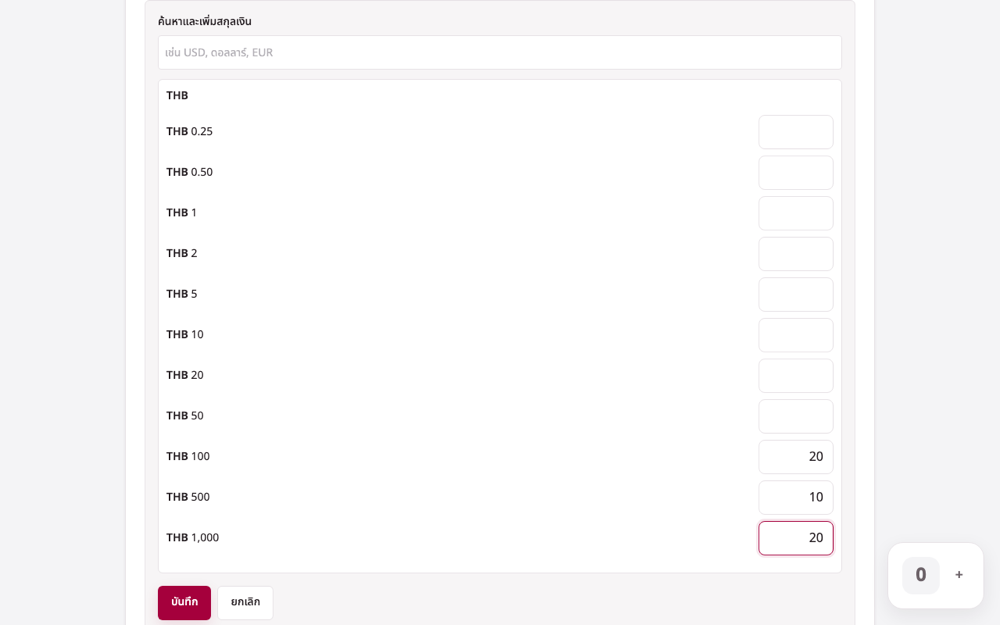 ค้นหาและเพิ่มสกุลเงิน
เช่น USD, ดอลลาร์, EUR
THB
THB 0.25
THB 0.50
THB 1
THB 2
THB 5
THB 10
THB 20
THB 50
THB 100 20
THB 500 10
THB 1,000 20
บันทึก ยกเลิก
0 +